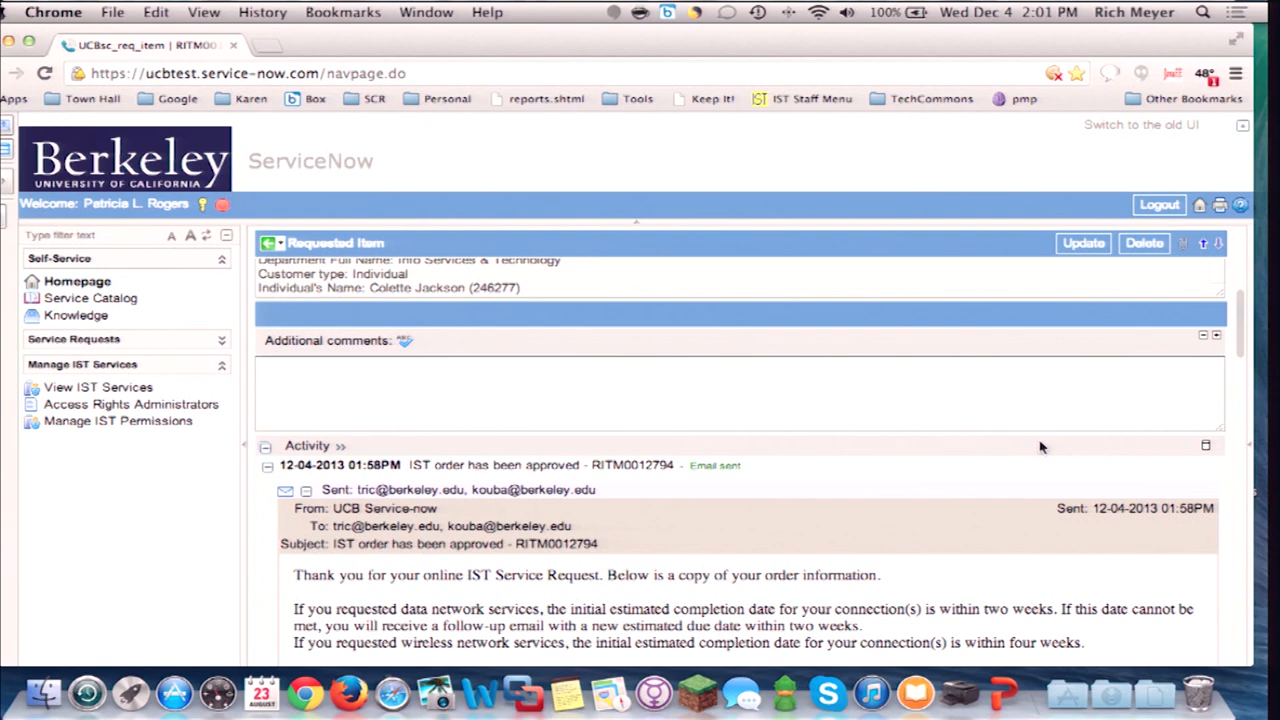 Chrome File Edit View History Bookmarks Window Help 100% Wed Dec 4 2:01 PM Rich Meyer
UCBsc_req_item | RITM00
https://ucbtest.service-now.com/navpage.do
48°
1
Apps Town Hall Google Karen Box SCR Personal reports.shtml Tools Keep It! IST IST Staff Menu TechCommons pmp Other Bookmarks
Switch to the old UI
Berkeley
UNIVERSITY OF CALIFORNIA
ServiceNow
Welcome: Patricia L. Rogers
Logout
Type filter text A A
Requested Item
Update Delete
Self-Service
Homepage
Service Catalog
Knowledge
Service Requests
Manage IST Services
View IST Services
Access Rights Administrators
Manage IST Permissions
Department Full Name: Info Services & Technology
Customer type: Individual
Individual's Name: Colette Jackson (246277)
Additional comments:
Activity >>
12-04-2013 01:58PM IST order has been approved - RITM0012794 - Email sent
Sent: tric@berkeley.edu, kouba@berkeley.edu
From: UCB Service-now Sent: 12-04-2013 01:58PM
To: tric@berkeley.edu, kouba@berkeley.edu
Subject: IST order has been approved - RITM0012794
Thank you for your online IST Service Request. Below is a copy of your order information.
If you requested data network services, the initial estimated completion date for your connection(s) is within two weeks. If this date cannot be
met, you will receive a follow-up email with a new estimated due date within two weeks.
If you requested wireless network services, the initial estimated completion date for your connection(s) is within four weeks.
23
AUGUST